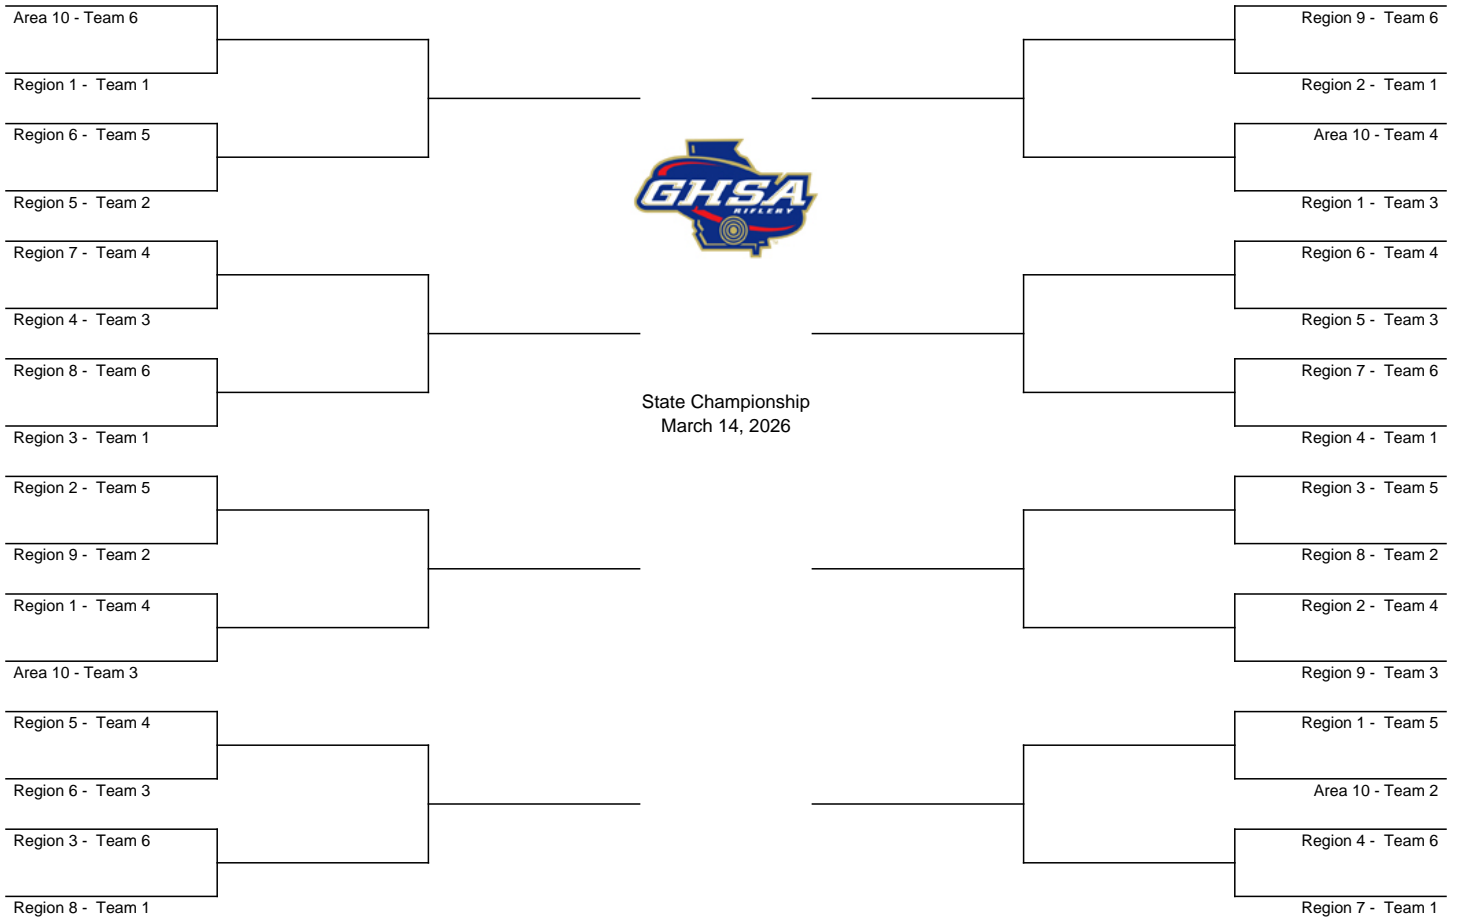 Area 10 - Team 6
Region 1 -  Team 1
Region 6 -  Team 5
Region 5 -  Team 2
Region 7 -  Team 4
Region 4 -  Team 3
Region 8 -  Team 6
Region 3 -  Team 1
Region 2 -  Team 5
Region 9 -  Team 2
Region 1 -  Team 4
Area 10 - Team 3
Region 5 -  Team 4
Region 6 -  Team 3
Region 3 -  Team 6
Region 8 -  Team 1
GHSA
RIFLERY
State Championship
March 14, 2026
Region 9 -  Team 6
Region 2 -  Team 1
Area 10 - Team 4
Region 1 -  Team 3
Region 6 -  Team 4
Region 5 -  Team 3
Region 7 -  Team 6
Region 4 -  Team 1
Region 3 -  Team 5
Region 8 -  Team 2
Region 2 -  Team 4
Region 9 -  Team 3
Region 1 -  Team 5
Area 10 - Team 2
Region 4 -  Team 6
Region 7 -  Team 1